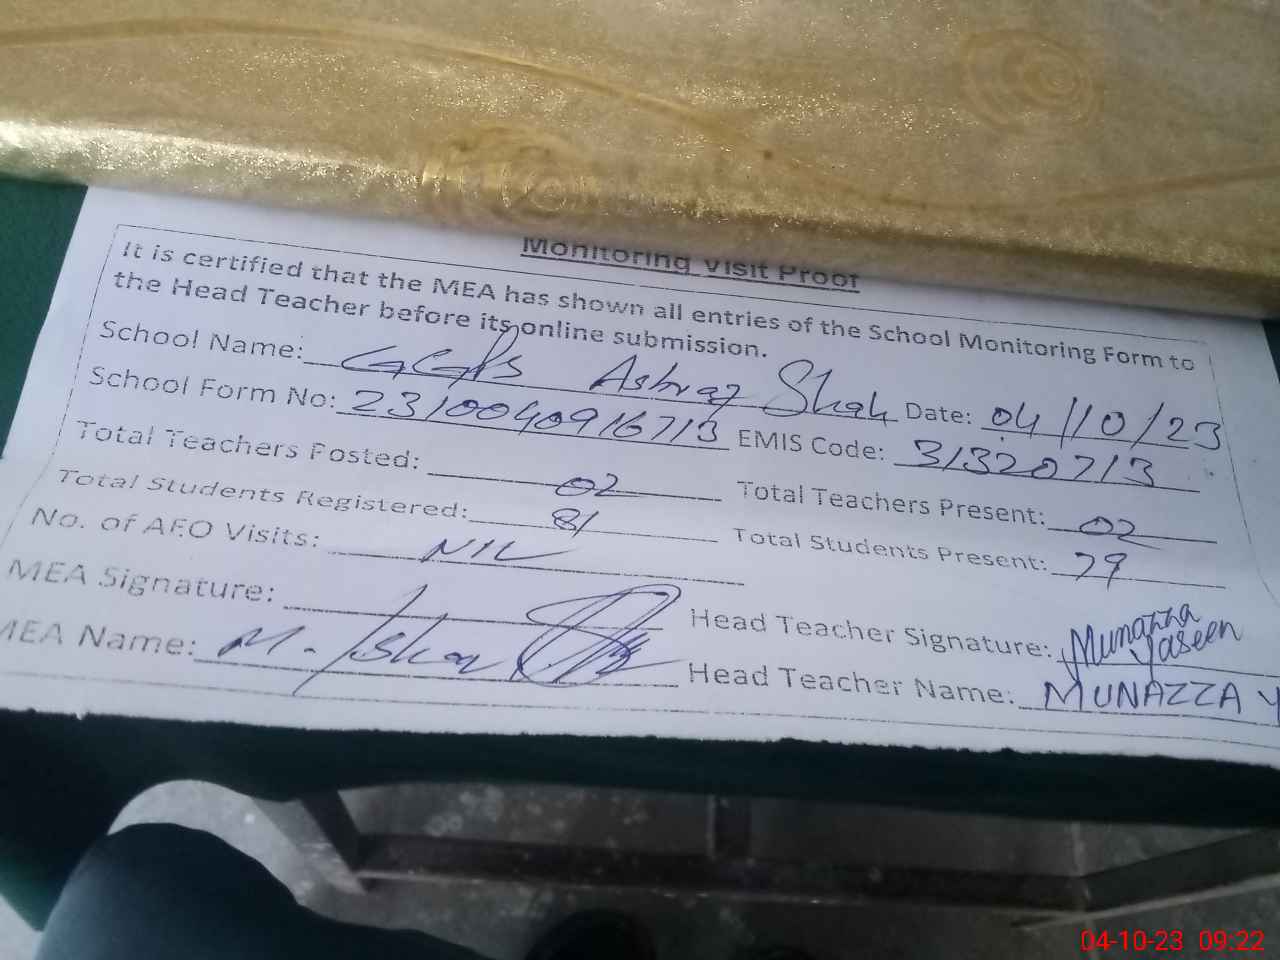 Monitoring Visit Proof
It is certified that the MEA has shown all entries of the School Monitoring Form to
the Head Teacher before its online submission.
School Name: GGPS Ashraf Shah Date: 04/10/23
School Form No: 2310040916713 EMIS Code: 31320713
Total Teachers Posted: 02 Total Teachers Present: 02
Total Students Registered: 81 Total Students Present: 79
No. of AEO Visits: NIL
MEA Signature: Head Teacher Signature: Munazza Yaseen
MEA Name: M. Head Teacher Name: MUNAZZA Y
04-10-23 09:22